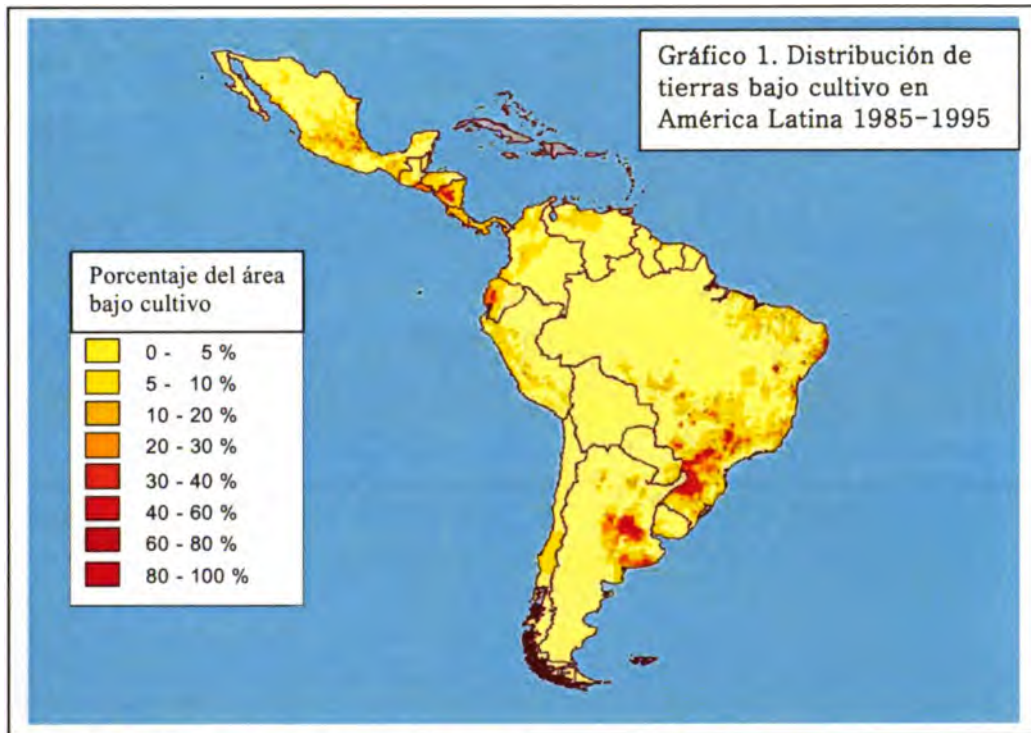 Gráfico 1. Distribución de
tierras bajo cultivo en
América Latina 1985-1995
Porcentaje del área
bajo cultivo
0 - 5 %
5 - 10 %
10 - 20 %
20 - 30 %
30 - 40 %
40 - 60 %
60 - 80 %
80 - 100 %